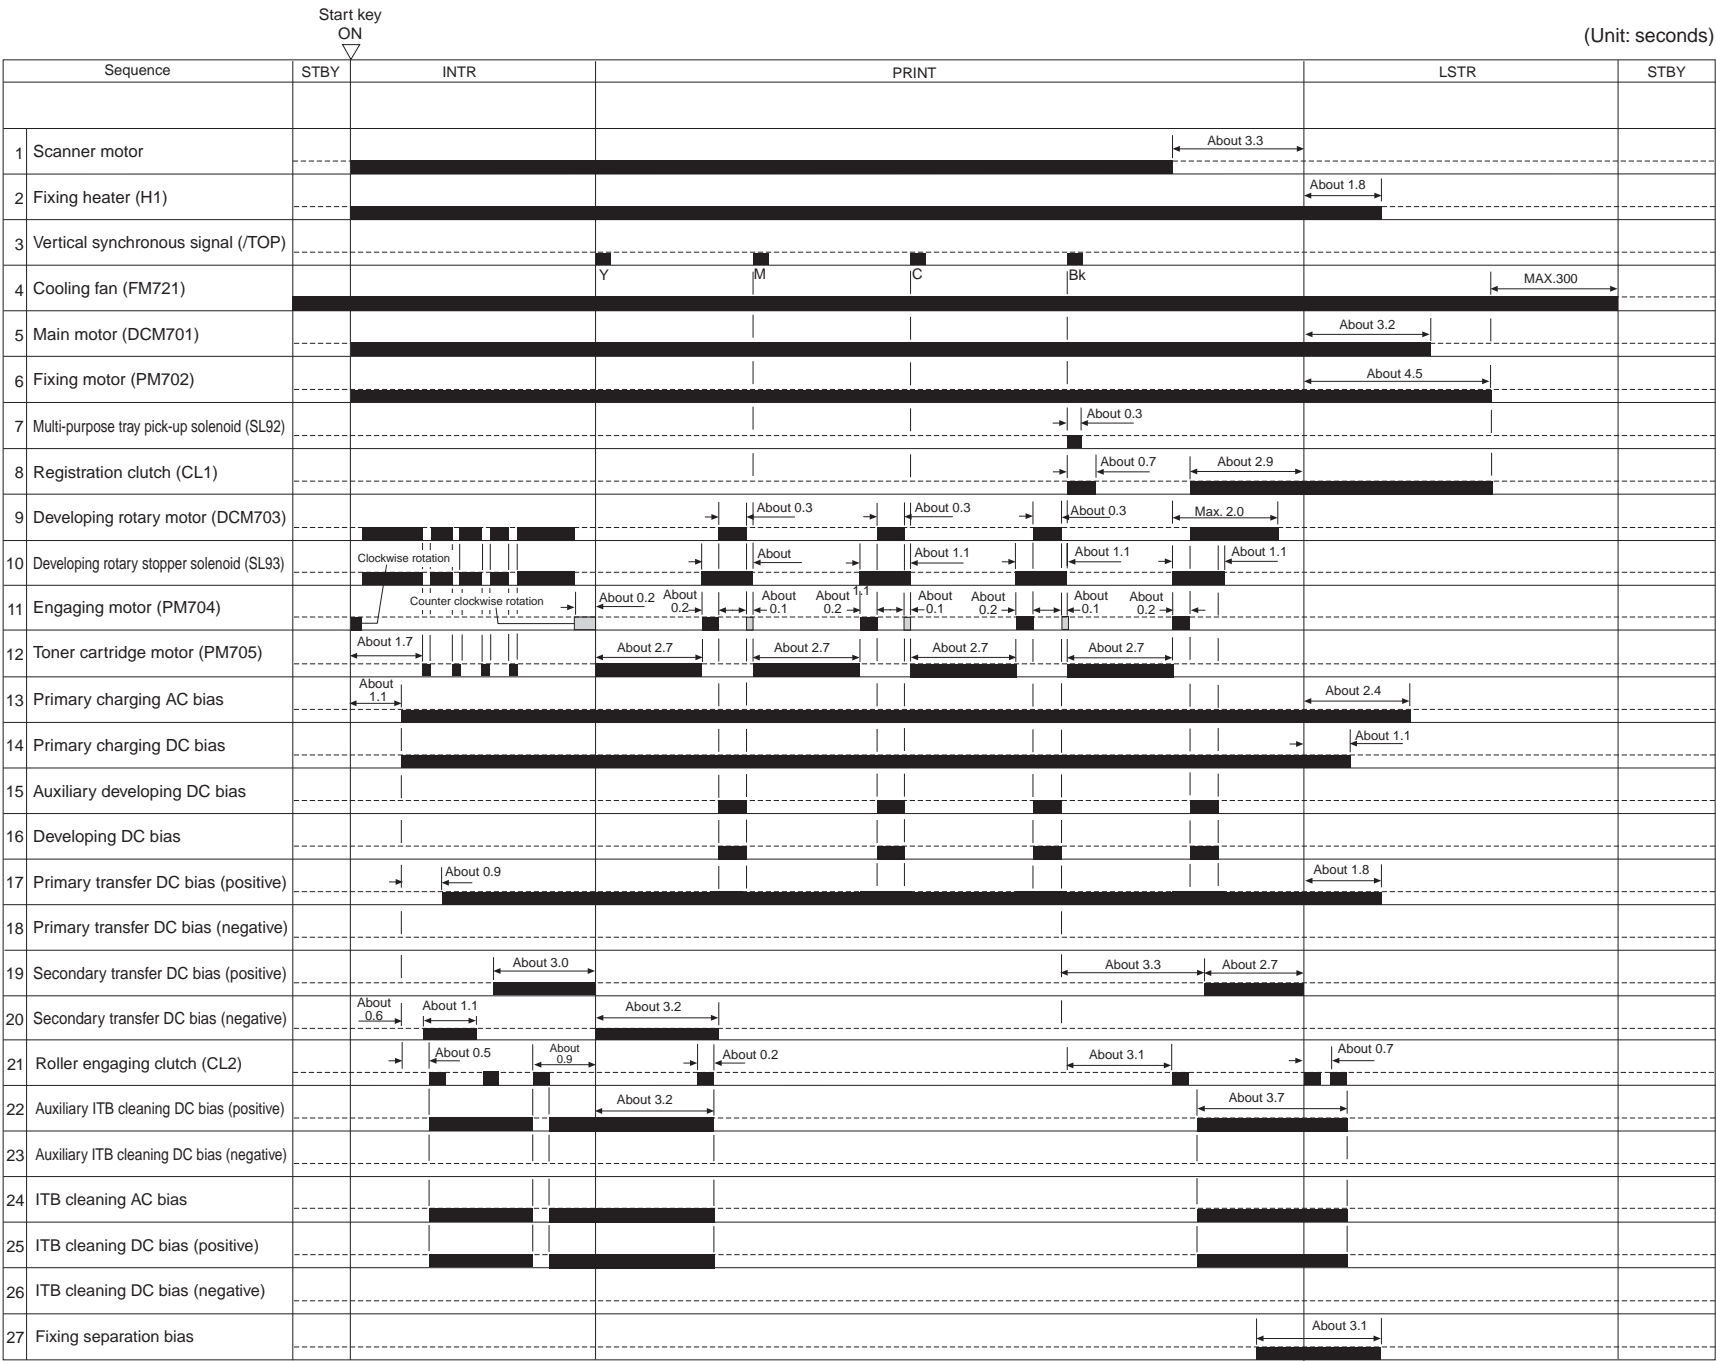 Start key
ON
(Unit: seconds)
Sequence STBY INTR PRINT LSTR STBY
1 Scanner motor About 3.3
2 Fixing heater (H1) About 1.8
3 Vertical synchronous signal (/TOP)
Y M C Bk
4 Cooling fan (FM721) MAX.300
5 Main motor (DCM701) About 3.2
6 Fixing motor (PM702) About 4.5
7 Multi-purpose tray pick-up solenoid (SL92) About 0.3
8 Registration clutch (CL1) About 0.7 About 2.9
9 Developing rotary motor (DCM703) About 0.3 About 0.3 About 0.3 Max. 2.0
Clockwise rotation
10 Developing rotary stopper solenoid (SL93) About About 1.1 About 1.1 About 1.1
1.1
11 Engaging motor (PM704) Counter clockwise rotation About 0.2 About 0.2 About 0.1 About 0.2 About 0.1 About 0.2 About 0.1 About 0.2
12 Toner cartridge motor (PM705) About 1.7 About 2.7 About 2.7 About 2.7 About 2.7
13 Primary charging AC bias About 1.1 About 2.4
14 Primary charging DC bias About 1.1
15 Auxiliary developing DC bias
16 Developing DC bias
17 Primary transfer DC bias (positive) About 0.9 About 1.8
18 Primary transfer DC bias (negative)
19 Secondary transfer DC bias (positive) About 3.0 About 3.3 About 2.7
20 Secondary transfer DC bias (negative) About 0.6 About 1.1 About 3.2
21 Roller engaging clutch (CL2) About 0.5 About 0.9 About 0.2 About 3.1 About 0.7
22 Auxiliary ITB cleaning DC bias (positive) About 3.2 About 3.7
23 Auxiliary ITB cleaning DC bias (negative)
24 ITB cleaning AC bias
25 ITB cleaning DC bias (positive)
26 ITB cleaning DC bias (negative)
27 Fixing separation bias About 3.1